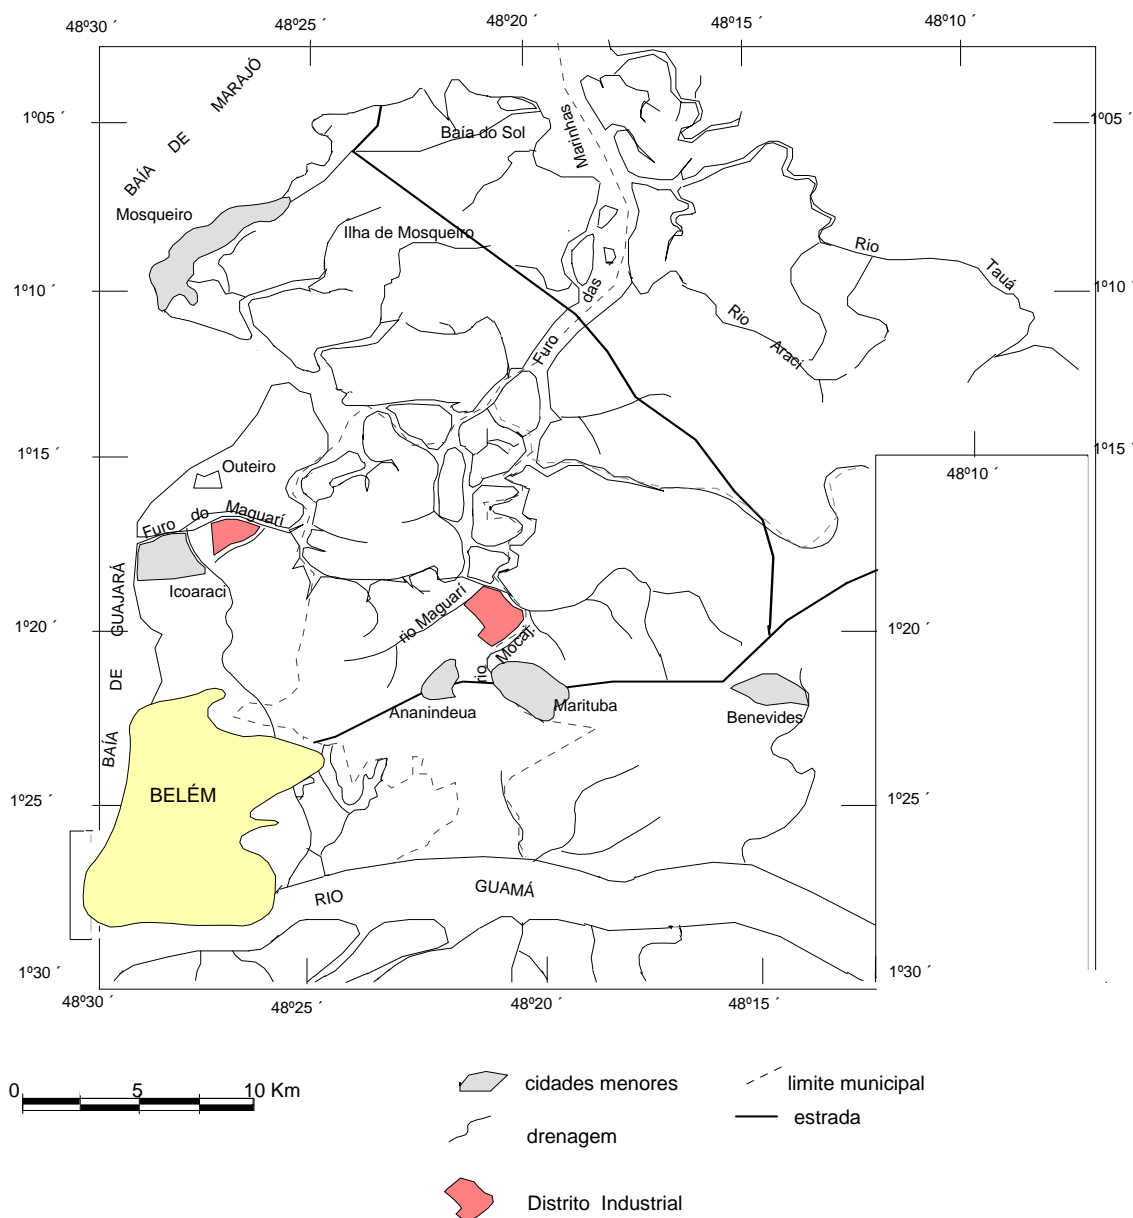 48º30 ´
48º25 ´
48º20 ´
48º15 ´
48º10 ´
BAÍA DE MARAJÓ
1º05 ´
1º05 ´
Baía do Sol
Marinhas
Mosqueiro
Ilha de Mosqueiro
Rio
Tauá
1º10 ´
das
1º10 ´
Rio
Araci
Furo
1º15 ´
Outeiro
1º15 ´
48º10 ´
Furo do Maguarí
Icoaraci
BAÍA DE GUAJARÁ
rio Maguarí
1º20 ´
1º20 ´
rio Mocaj.
Ananindeua
Marituba
Benevides
BELÉM
1º25 ´
1º25 ´
RIO GUAMÁ
1º30 ´
1º30 ´
48º30 ´
48º25 ´
48º20 ´
48º15 ´
0 5 10 Km
cidades menores
limite municipal
estrada
drenagem
Distrito Industrial